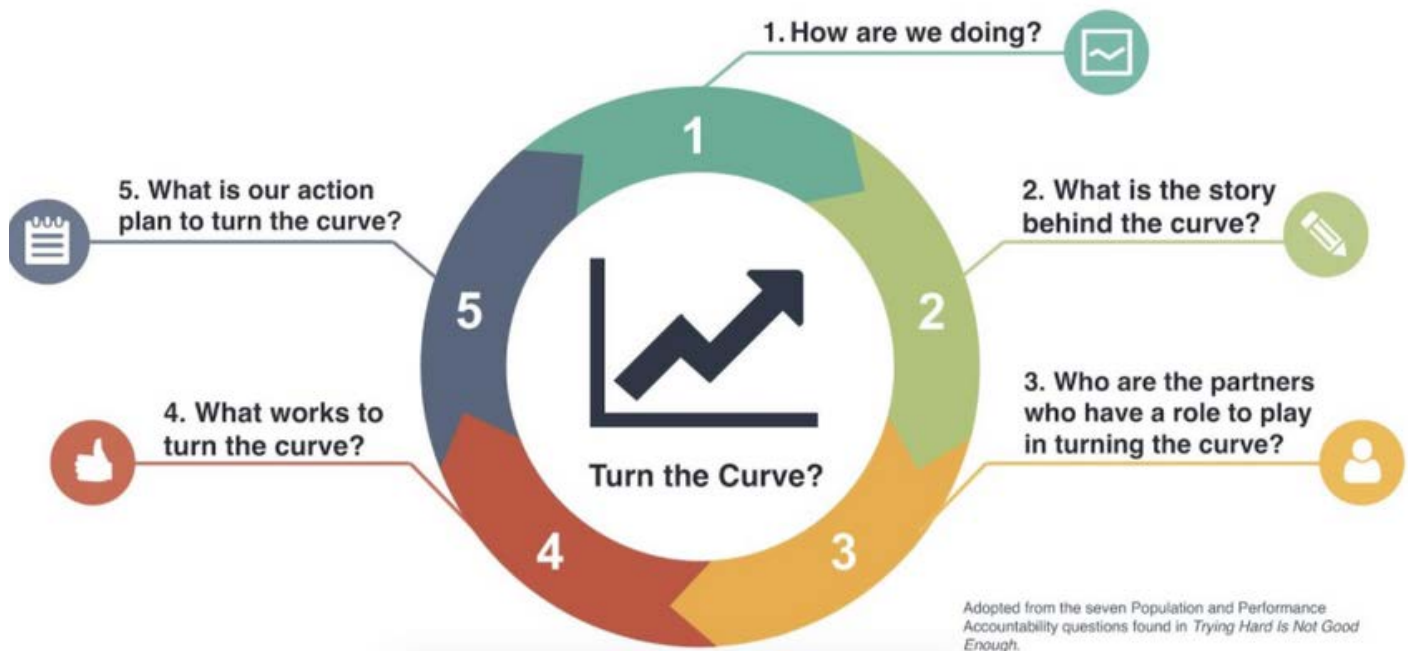 1. How are we doing?
1
5. What is our action
plan to turn the curve?
2. What is the story
behind the curve?
5
2
3. Who are the partners
who have a role to play
in turning the curve?
4. What works to
turn the curve?
Turn the Curve?
4
3
Adopted from the seven Population and Performance
Accountability questions found in Trying Hard Is Not Good
Enough.